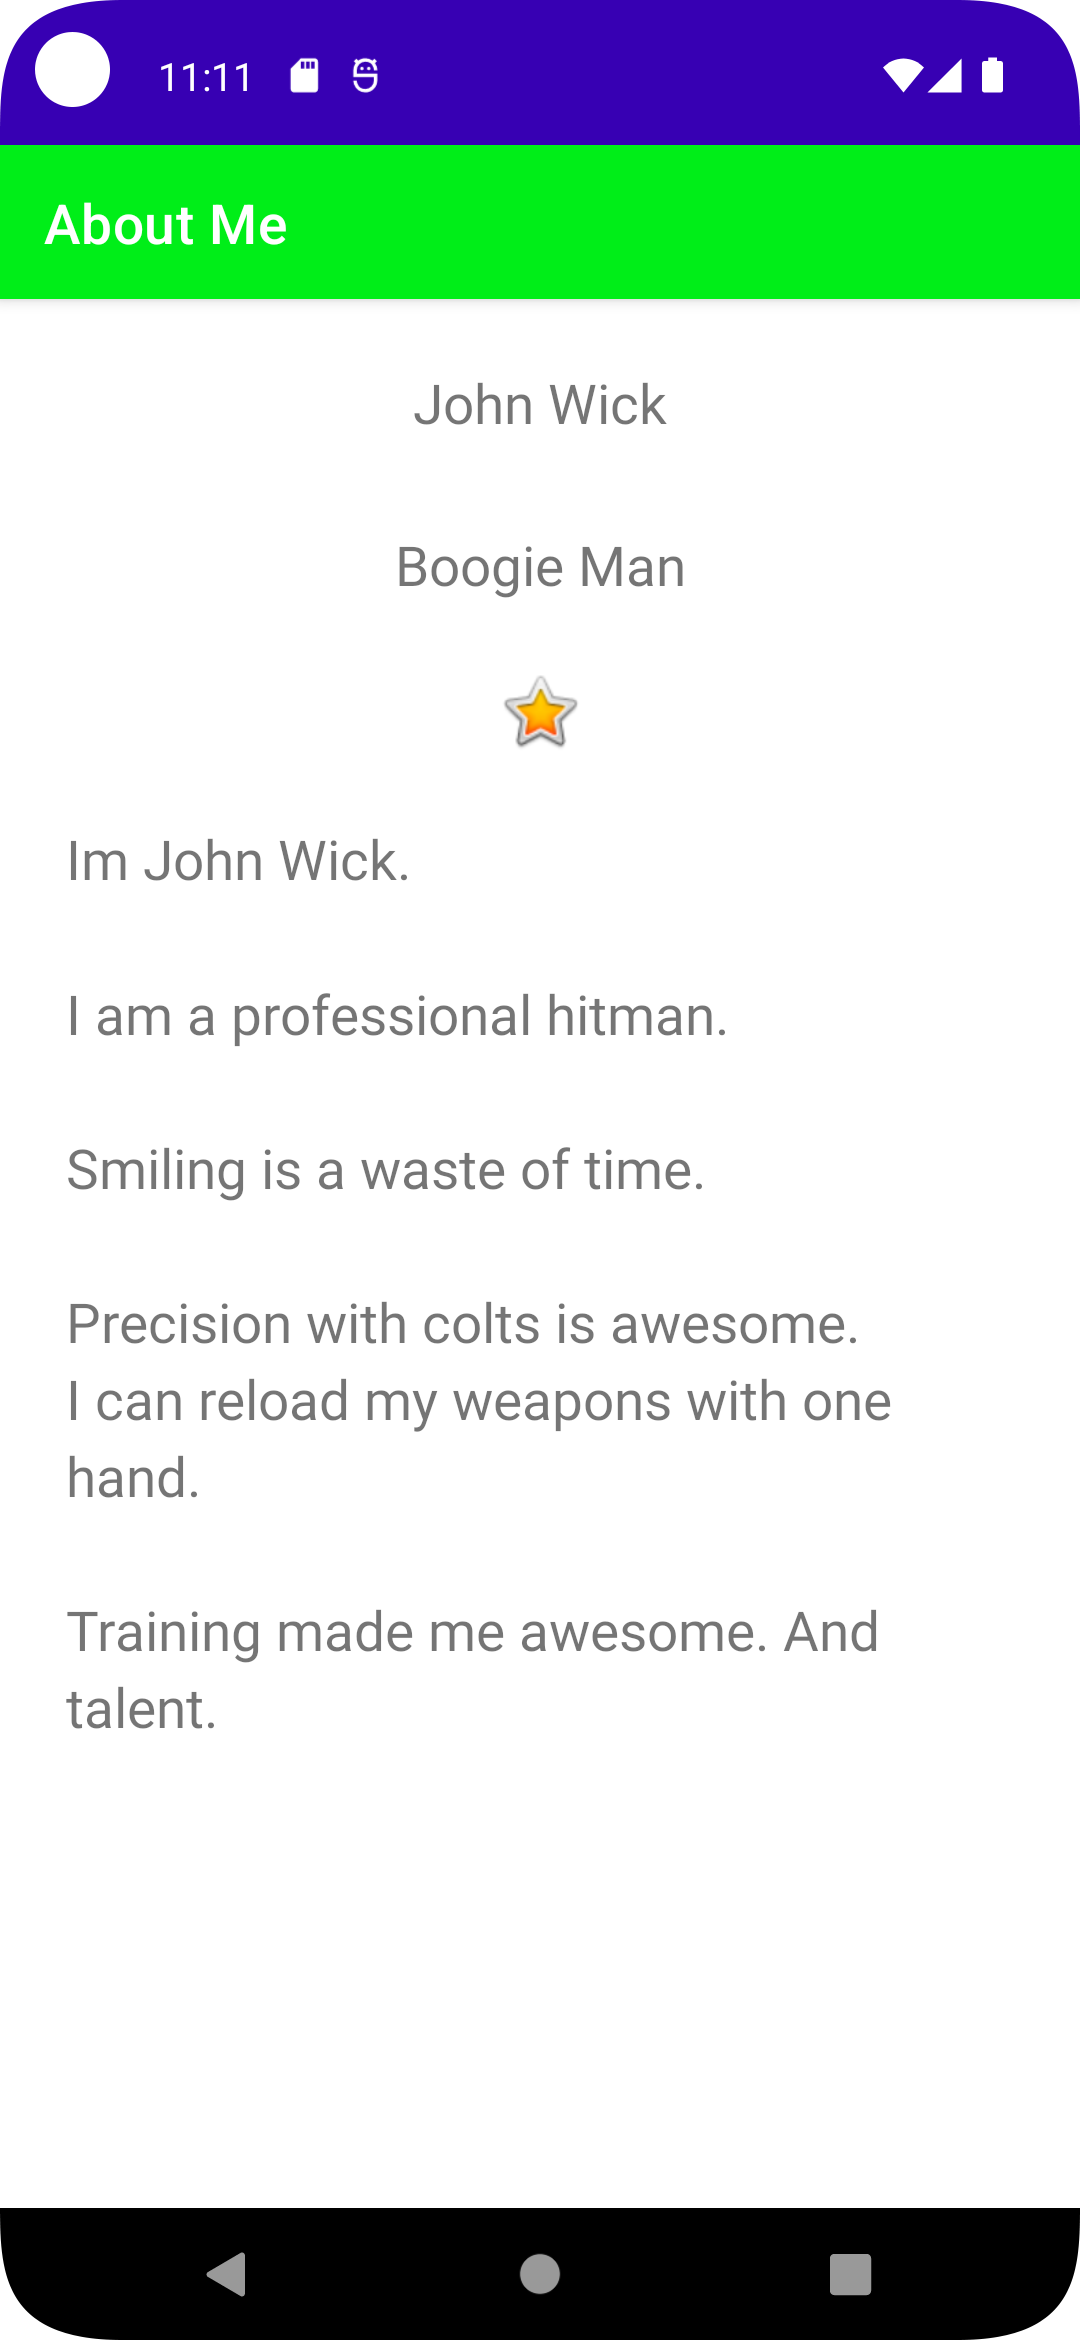 11:11
About Me
John Wick
Boogie Man
Im John Wick.
I am a professional hitman.
Smiling is a waste of time.
Precision with colts is awesome.
I can reload my weapons with one
hand.
Training made me awesome. And
talent.